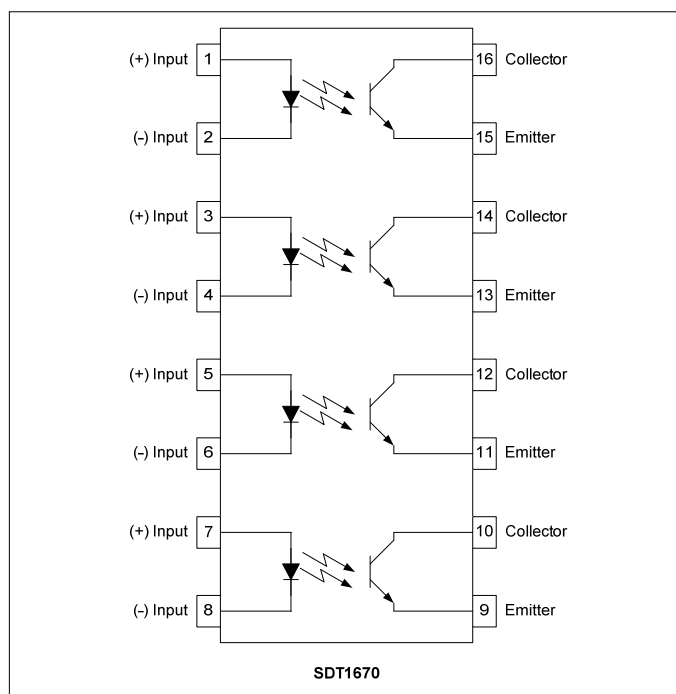 (+) Input 1 16 Collector
(-) Input 2 15 Emitter
(+) Input 3 14 Collector
(-) Input 4 13 Emitter
(+) Input 5 12 Collector
(-) Input 6 11 Emitter
(+) Input 7 10 Collector
(-) Input 8 9 Emitter
SDT1670